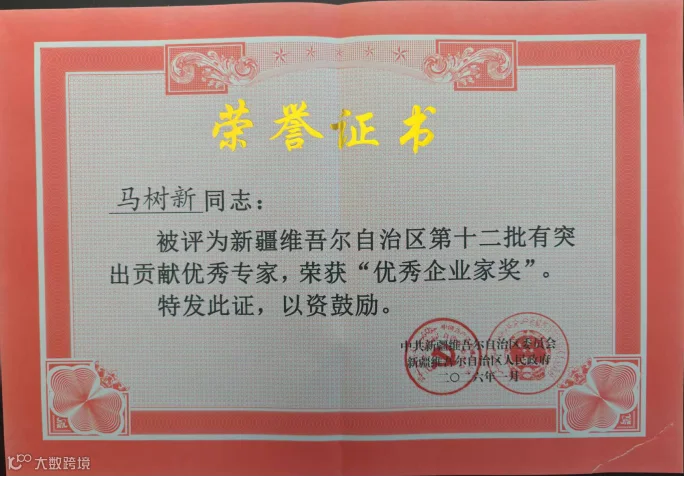 荣誉证书
马树新同志：
被评为新疆维吾尔自治区第十二批有突
出贡献优秀专家，荣获“优秀企业家奖”。
特发此证，以资鼓励。
中共新疆维吾尔自治区委员会
新疆维吾尔自治区人民政府
二〇二六年一月
大数跨境